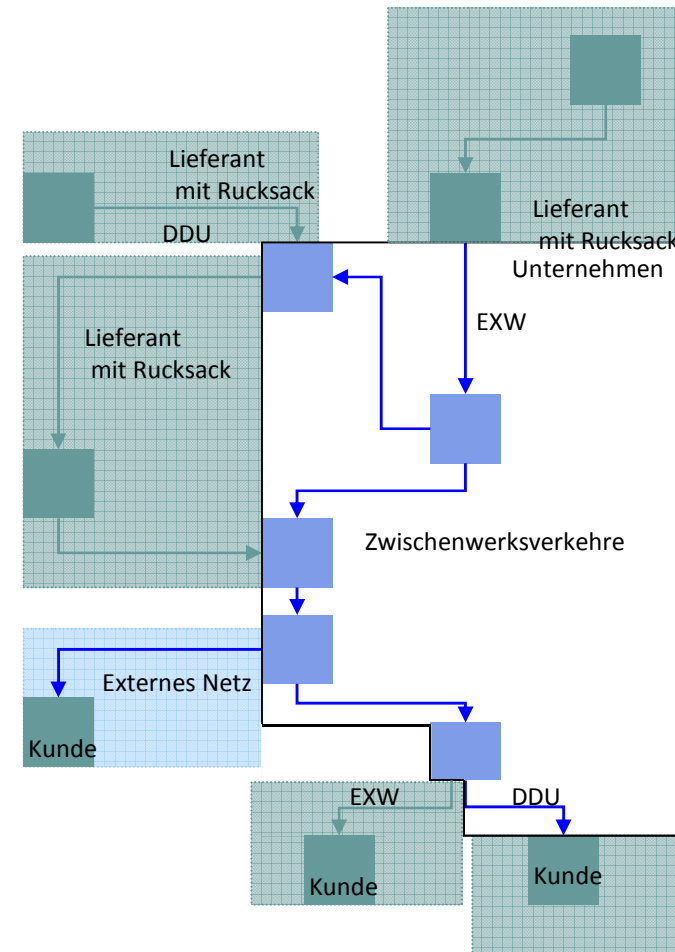 Lieferant
mit Rucksack
DDU
Lieferant
mit Rucksack
Unternehmen
EXW
Lieferant
mit Rucksack
Zwischenwerksverkehre
Externes Netz
Kunde
EXW
DDU
Kunde
Kunde